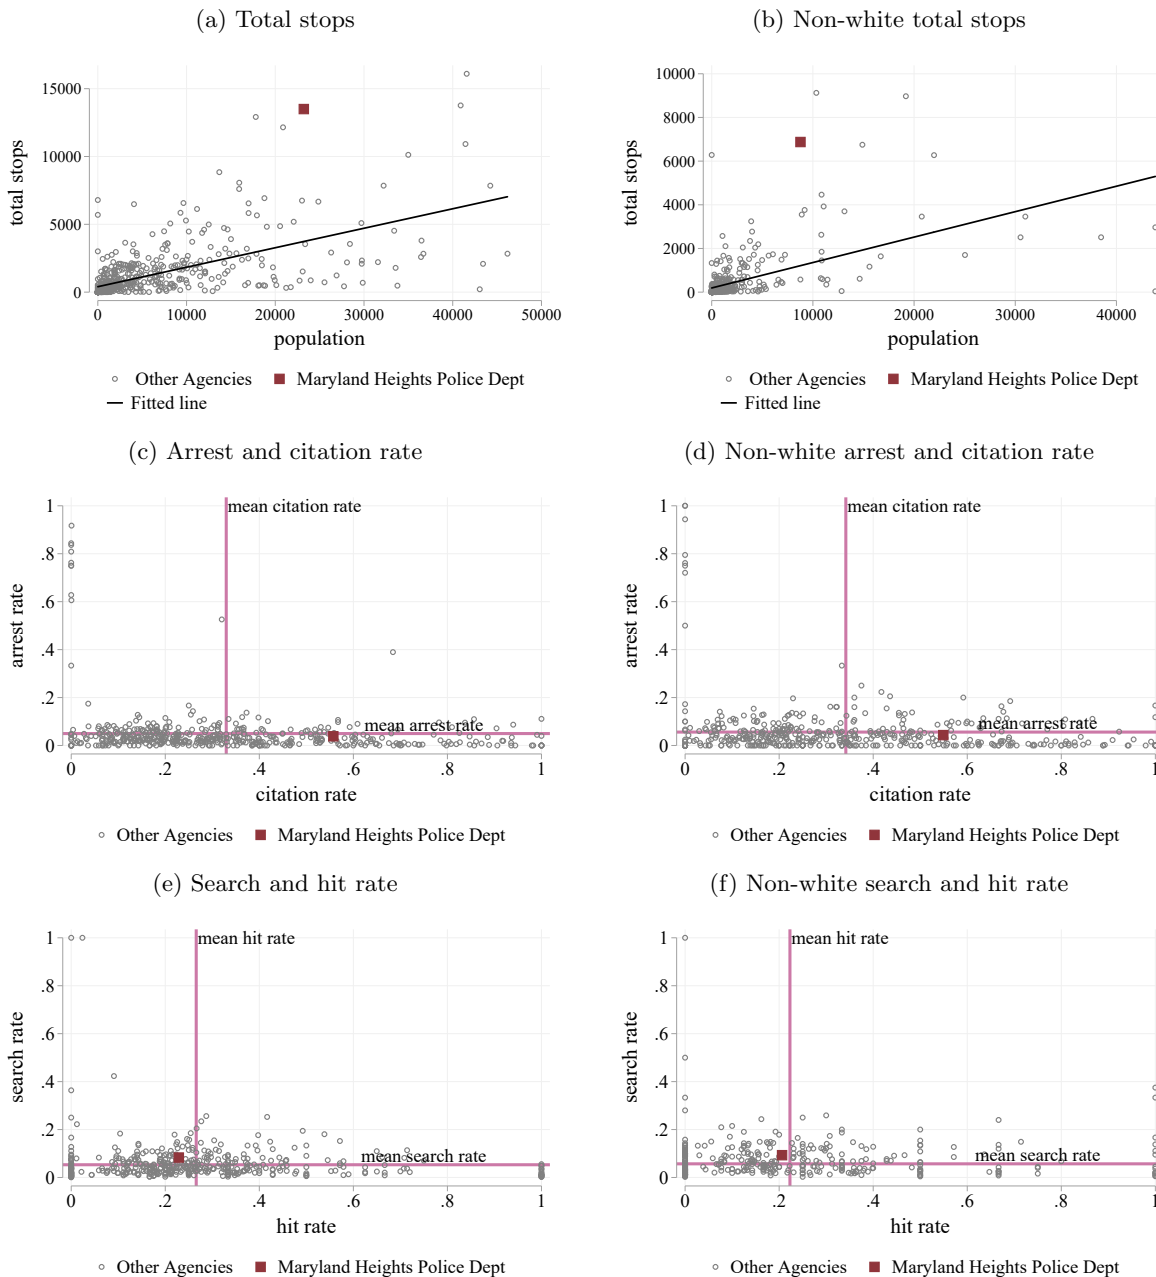 (a) Total stops
(b) Non-white total stops
total stops
15000
10000
5000
0
0 10000 20000 30000 40000 50000
population
Other Agencies Maryland Heights Police Dept
Fitted line
total stops
10000
8000
6000
4000
2000
0
0 10000 20000 30000 40000
population
Other Agencies Maryland Heights Police Dept
Fitted line
(c) Arrest and citation rate
(d) Non-white arrest and citation rate
arrest rate
1
.8
.6
.4
.2
0
mean citation rate
mean arrest rate
0 .2 .4 .6 .8 1
citation rate
Other Agencies Maryland Heights Police Dept
arrest rate
1
.8
.6
.4
.2
0
mean citation rate
mean arrest rate
0 .2 .4 .6 .8 1
citation rate
Other Agencies Maryland Heights Police Dept
(e) Search and hit rate
(f) Non-white search and hit rate
search rate
1
.8
.6
.4
.2
0
mean hit rate
mean search rate
0 .2 .4 .6 .8 1
hit rate
Other Agencies Maryland Heights Police Dept
search rate
1
.8
.6
.4
.2
0
mean hit rate
mean search rate
0 .2 .4 .6 .8 1
hit rate
Other Agencies Maryland Heights Police Dept